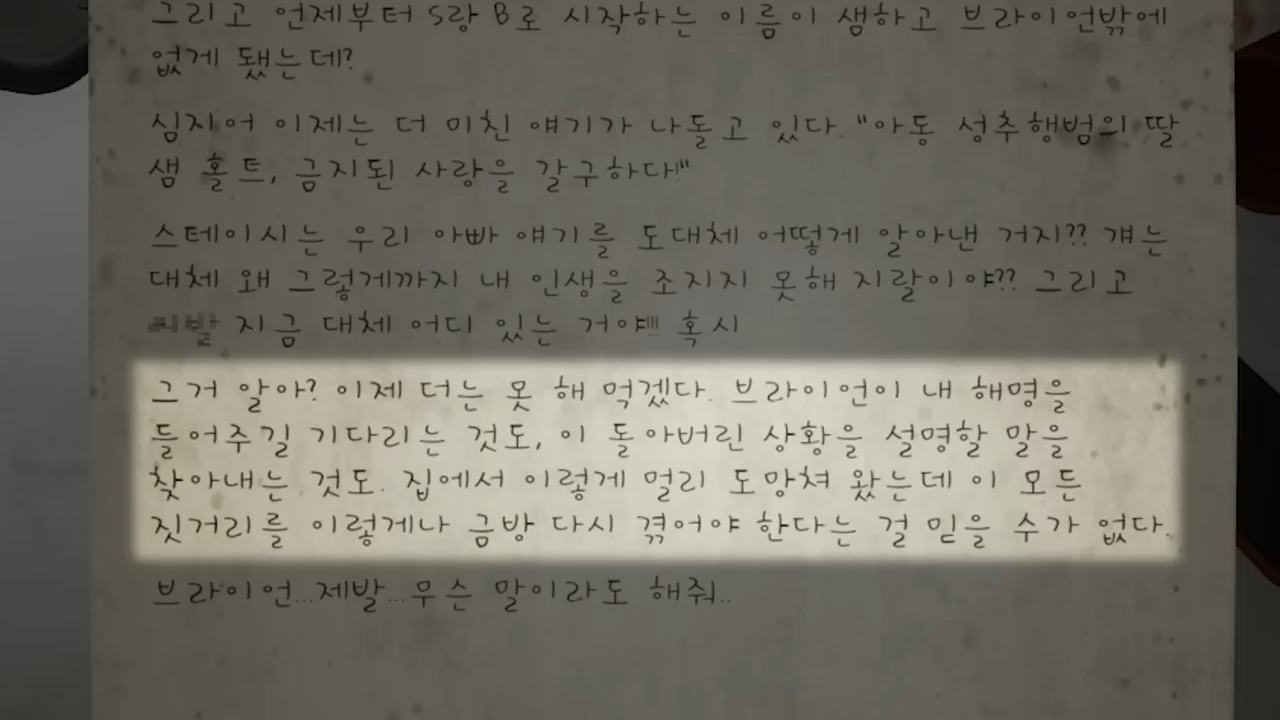 그리고 언제부터 S랑 B로 시작하는 이름이 샘하고 브라이언밖에
없게 됐는데?
심지어 이제는 더 미친 얘기가 나돌고 있다. "아동 성추행범의 딸
샘 홀트, 금지된 사랑을 갈구하다!"
스테이시는 우리 아빠 얘기를 도대체 어떻게 알아낸 거지?? 걔는
대체 왜 그렇게까지 내 인생을 조지지 못해 지랄이야?? 그리고
지금 대체 어디 있는 거야!!! 혹시
그거 알아? 이제 더는 못 해 먹겠다. 브라이언이 내 해명을
들어주길 기다리는 것도, 이 돌아버린 상황을 설명할 말을
찾아내는 것도. 집에서 이렇게 멀리 도망쳐 왔는데 이 모든
짓거리를 이렇게나 금방 다시 겪어야 한다는 걸 믿을 수가 없다.
브라이언...제발...무슨 말이라도 해줘..